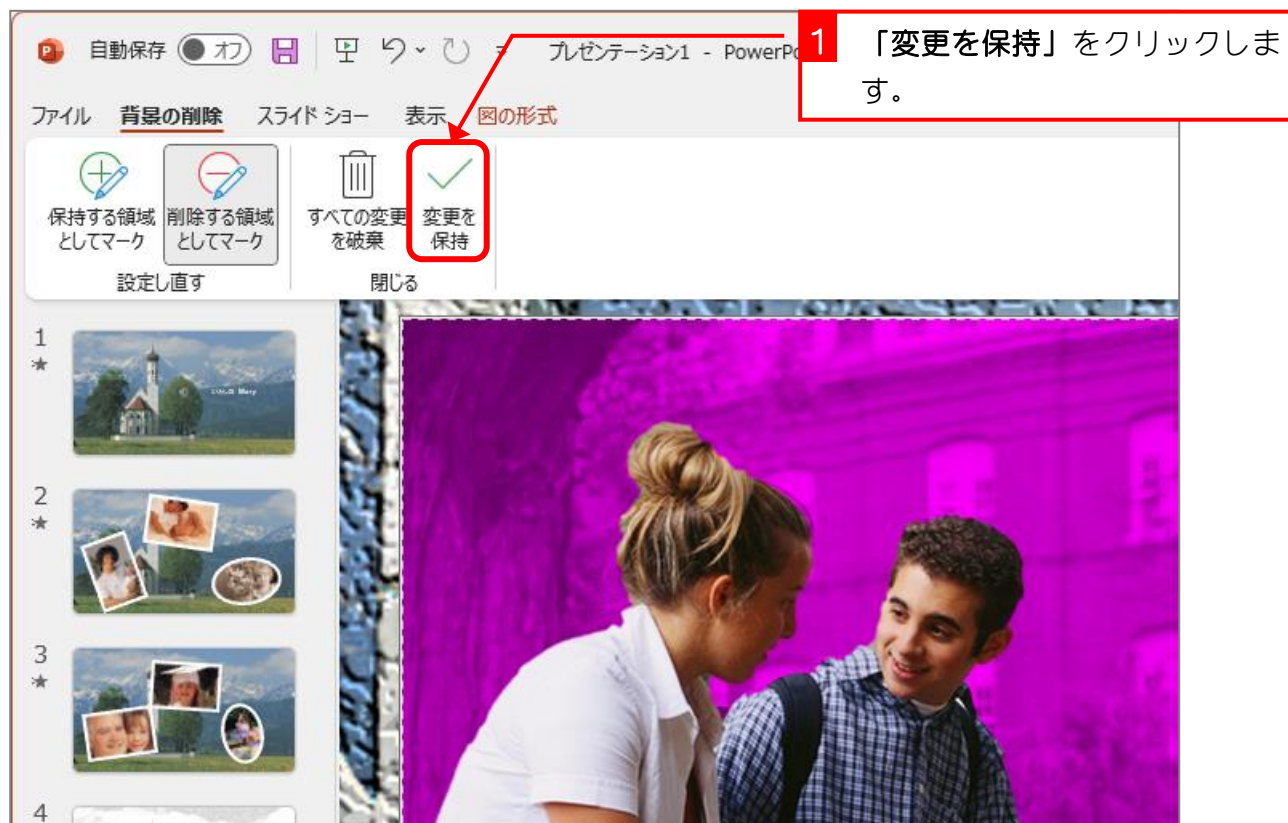 自動保存 オフ プレゼンテーション1 - PowerPo
1 「変更を保持」をクリックしま
す。
ファイル 背景の削除 スライド ショー 表示 図の形式
保持する領域 削除する領域 すべての変更 変更を
としてマーク としてマーク を破棄 保持
設定し直す 閉じる
1
2
3
4